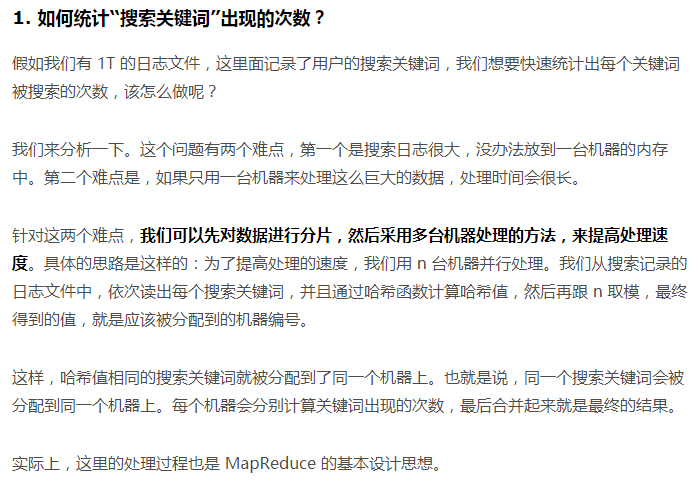 1. 如何统计“搜索关键词”出现的次数？
假如我们有 1T 的日志文件，这里面记录了用户的搜索关键词，我们想要快速统计出每个关键词
被搜索的次数，该怎么做呢？
我们来分析一下。这个问题有两个难点，第一个是搜索日志很大，没办法放到一台机器的内存
中。第二个难点是，如果只用一台机器来处理这么巨大的数据，处理时间会很长。
针对这两个难点，我们可以先对数据进行分片，然后采用多台机器处理的方法，来提高处理速
度。具体的思路是这样的：为了提高处理的速度，我们用 n 台机器并行处理。我们从搜索记录的
日志文件中，依次读出每个搜索关键词，并且通过哈希函数计算哈希值，然后再跟 n 取模，最终
得到的值，就是应该被分配到的机器编号。
这样，哈希值相同的搜索关键词就被分配到了同一个机器上。也就是说，同一个搜索关键词会被
分配到同一个机器上。每个机器会分别计算关键词出现的次数，最后合并起来就是最终的结果。
实际上，这里的处理过程也是 MapReduce 的基本设计思想。